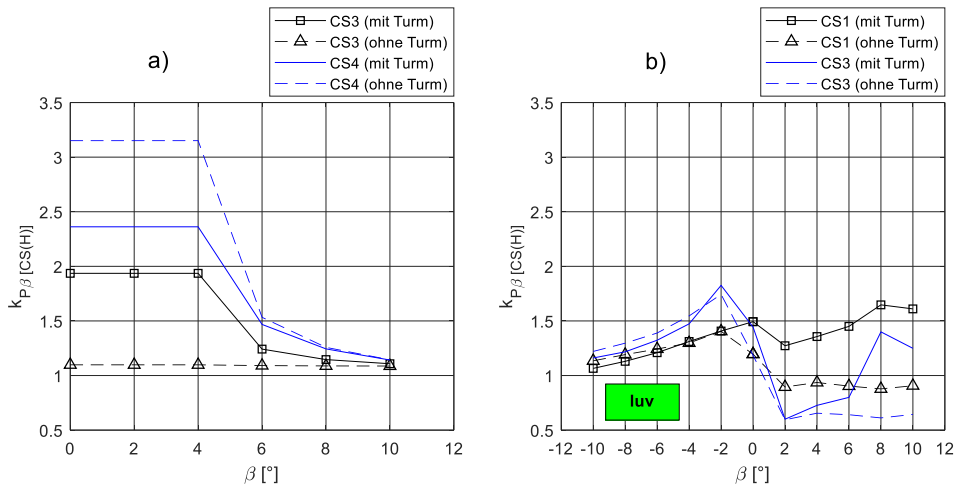 CS3 (mit Turm)
CS3 (ohne Turm)
CS4 (mit Turm)
CS4 (ohne Turm)
a)
3.5
3
2.5
2
1.5
1
0.5
0 2 4 6 8 10 12
kPβ [CS(H)]
β [°]
CS1 (mit Turm)
CS1 (ohne Turm)
CS3 (mit Turm)
CS3 (ohne Turm)
b)
3.5
3
2.5
2
1.5
1
0.5
-12 -10 -8 -6 -4 -2 0 2 4 6 8 10 12
kPβ [CS(H)]
β [°]
luv